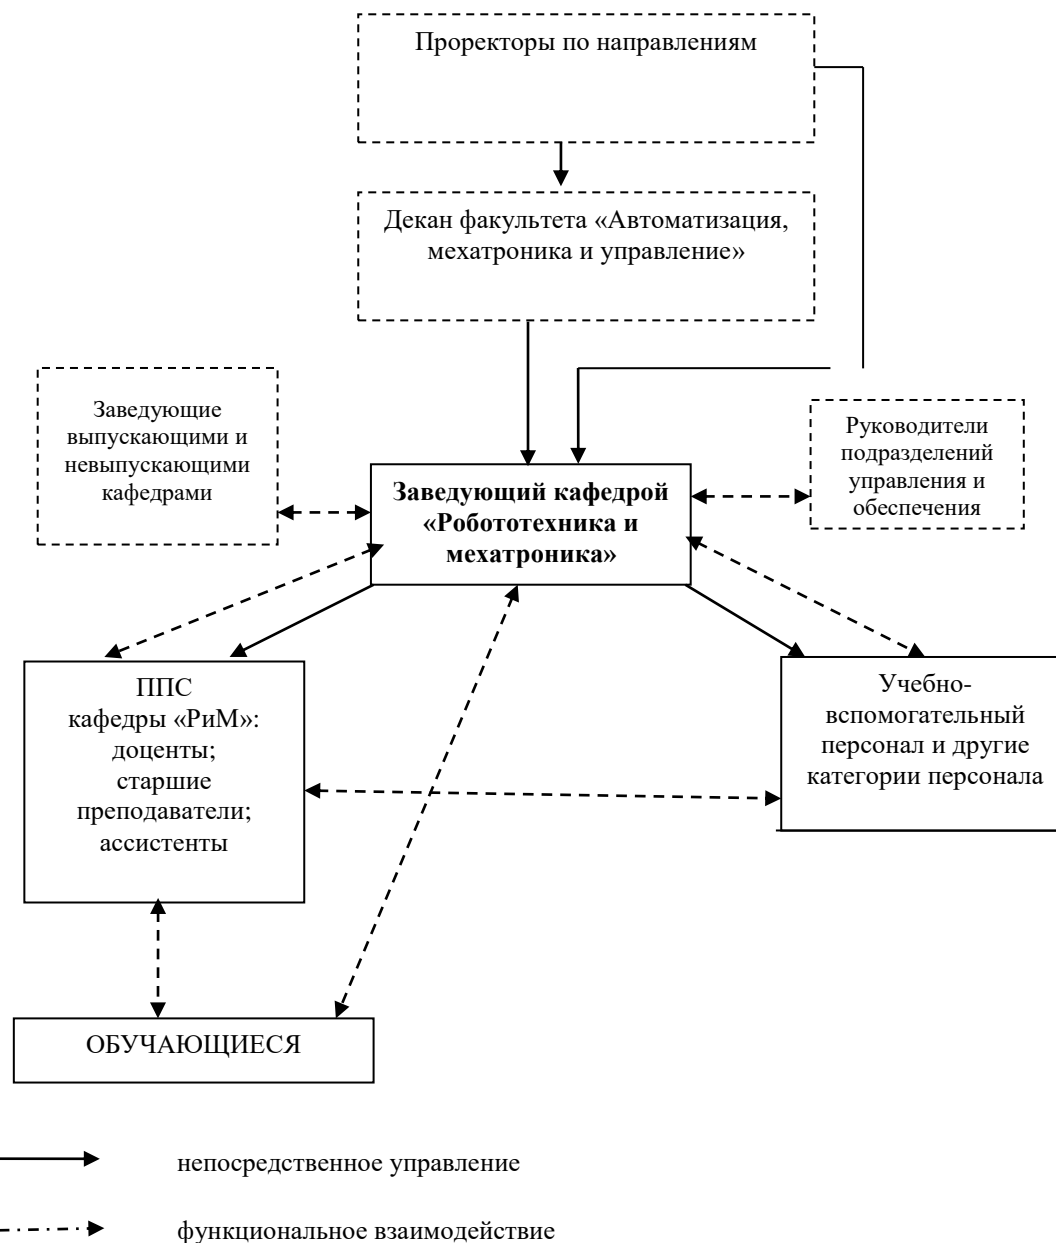 Проректоры по направлениям
Декан факультета «Автоматизация,
мехатроника и управление»
Заведующие
выпускающими и
невыпускающими
кафедрами
Руководители
подразделений
управления и
обеспечения
Заведующий кафедрой
«Робототехника и
мехатроника»
ППС
кафедры «РиМ»:
доценты;
старшие
преподаватели;
ассистенты
Учебно-
вспомогательный
персонал и другие
категории персонала
ОБУЧАЮЩИЕСЯ
непосредственное управление
функциональное взаимодействие